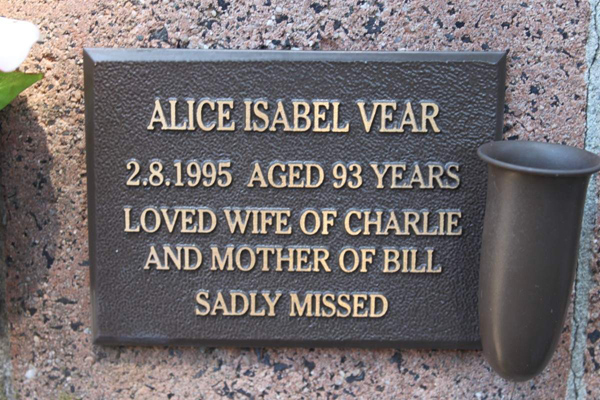 ALICE ISABEL VEAR
2.8.1995 AGED 93 YEARS
LOVED WIFE OF CHARLIE
AND MOTHER OF BILL
SADLY MISSED